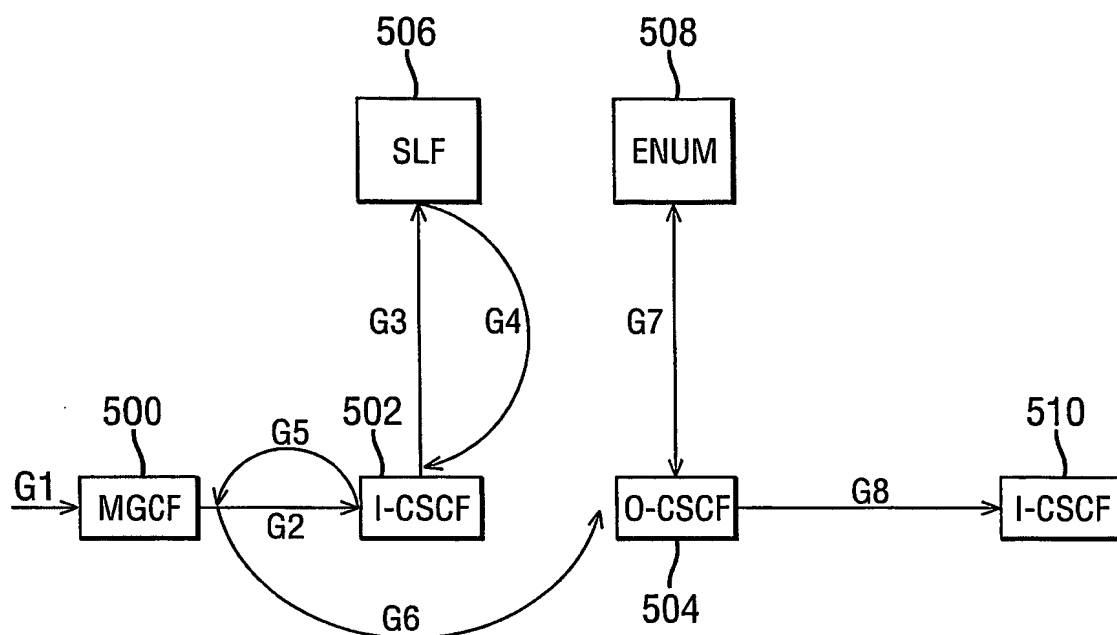 506
508
SLF
ENUM
G3
G4
G7
500
502
510
G5
G1
MGCF
G2
I-CSCF
O-CSCF
G8
I-CSCF
G6
504